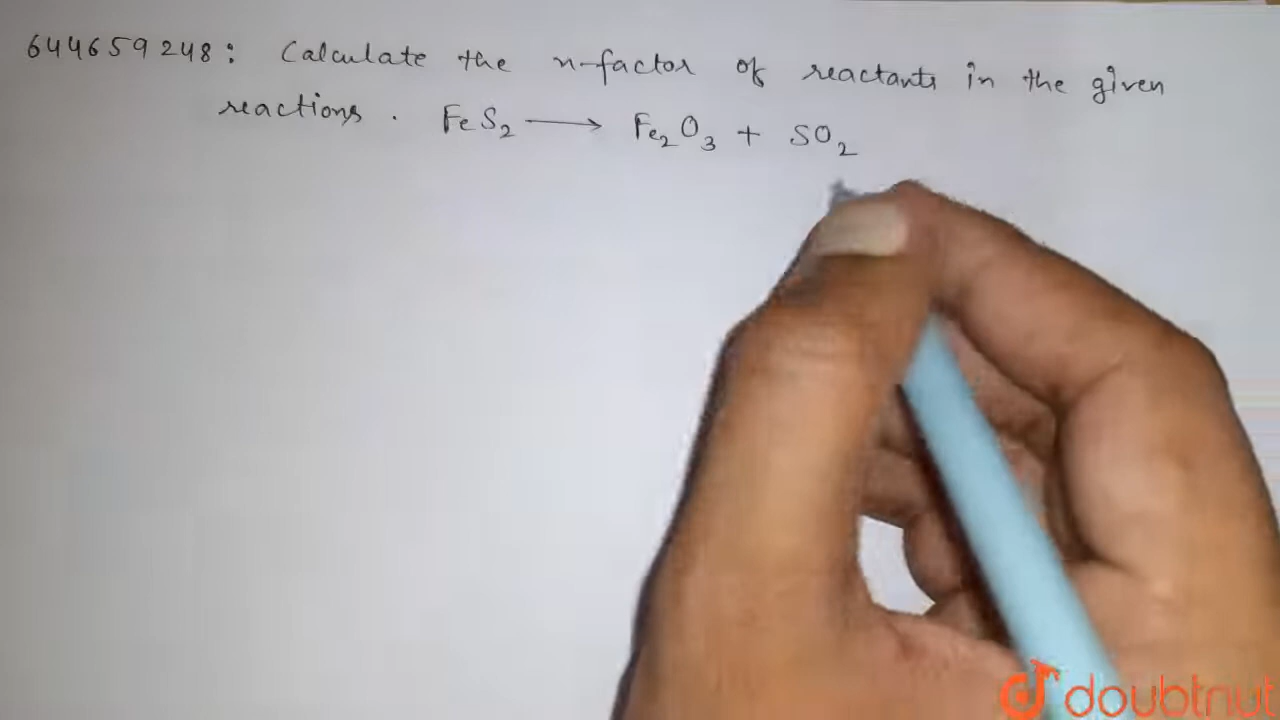 644659248: Calculate the n-factor of reactants in the given
reactions. FeS₂ ⟶ Fe₂O₃ + SO₂
doubtnut